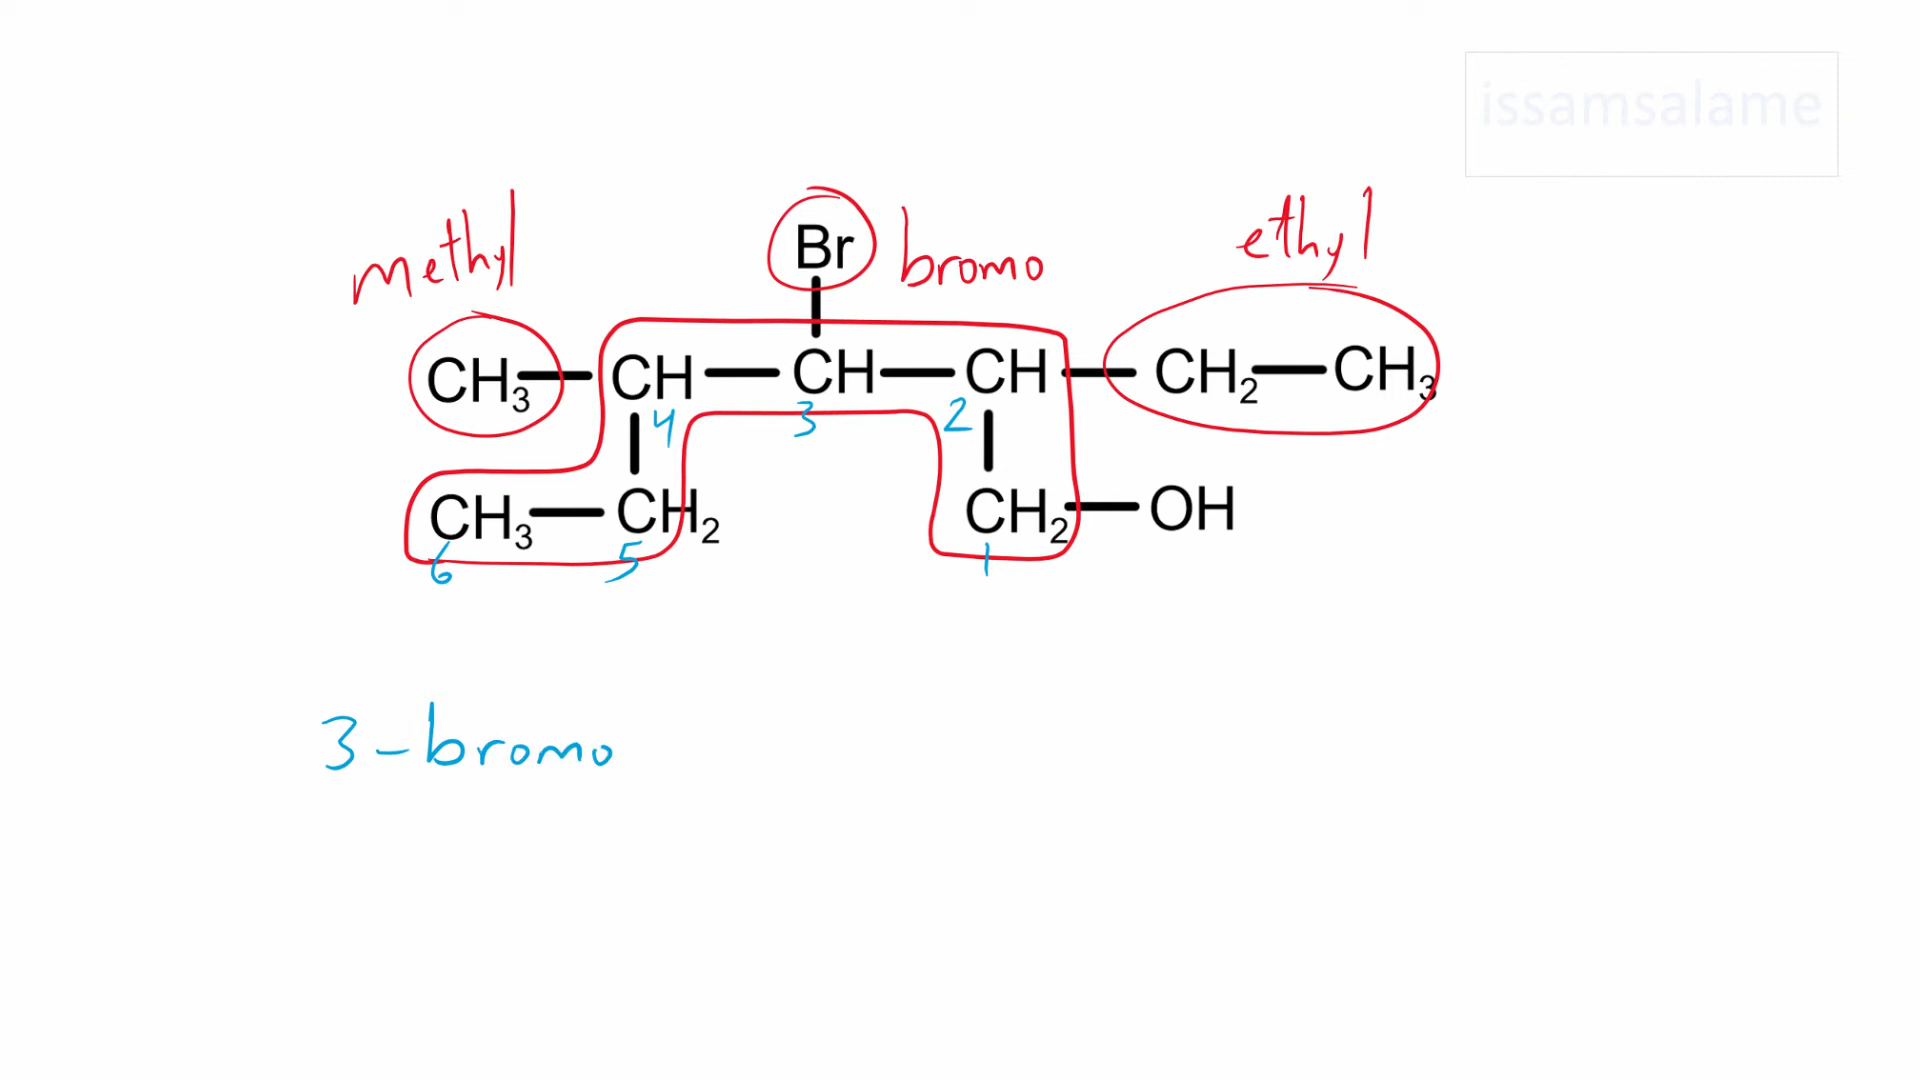 issamsalame
methyl Br bromo ethyl
CH₃ CH CH CH CH₂ CH₃
4 3 2
CH₃ CH₂ CH₂ OH
6 5 1
3-bromo